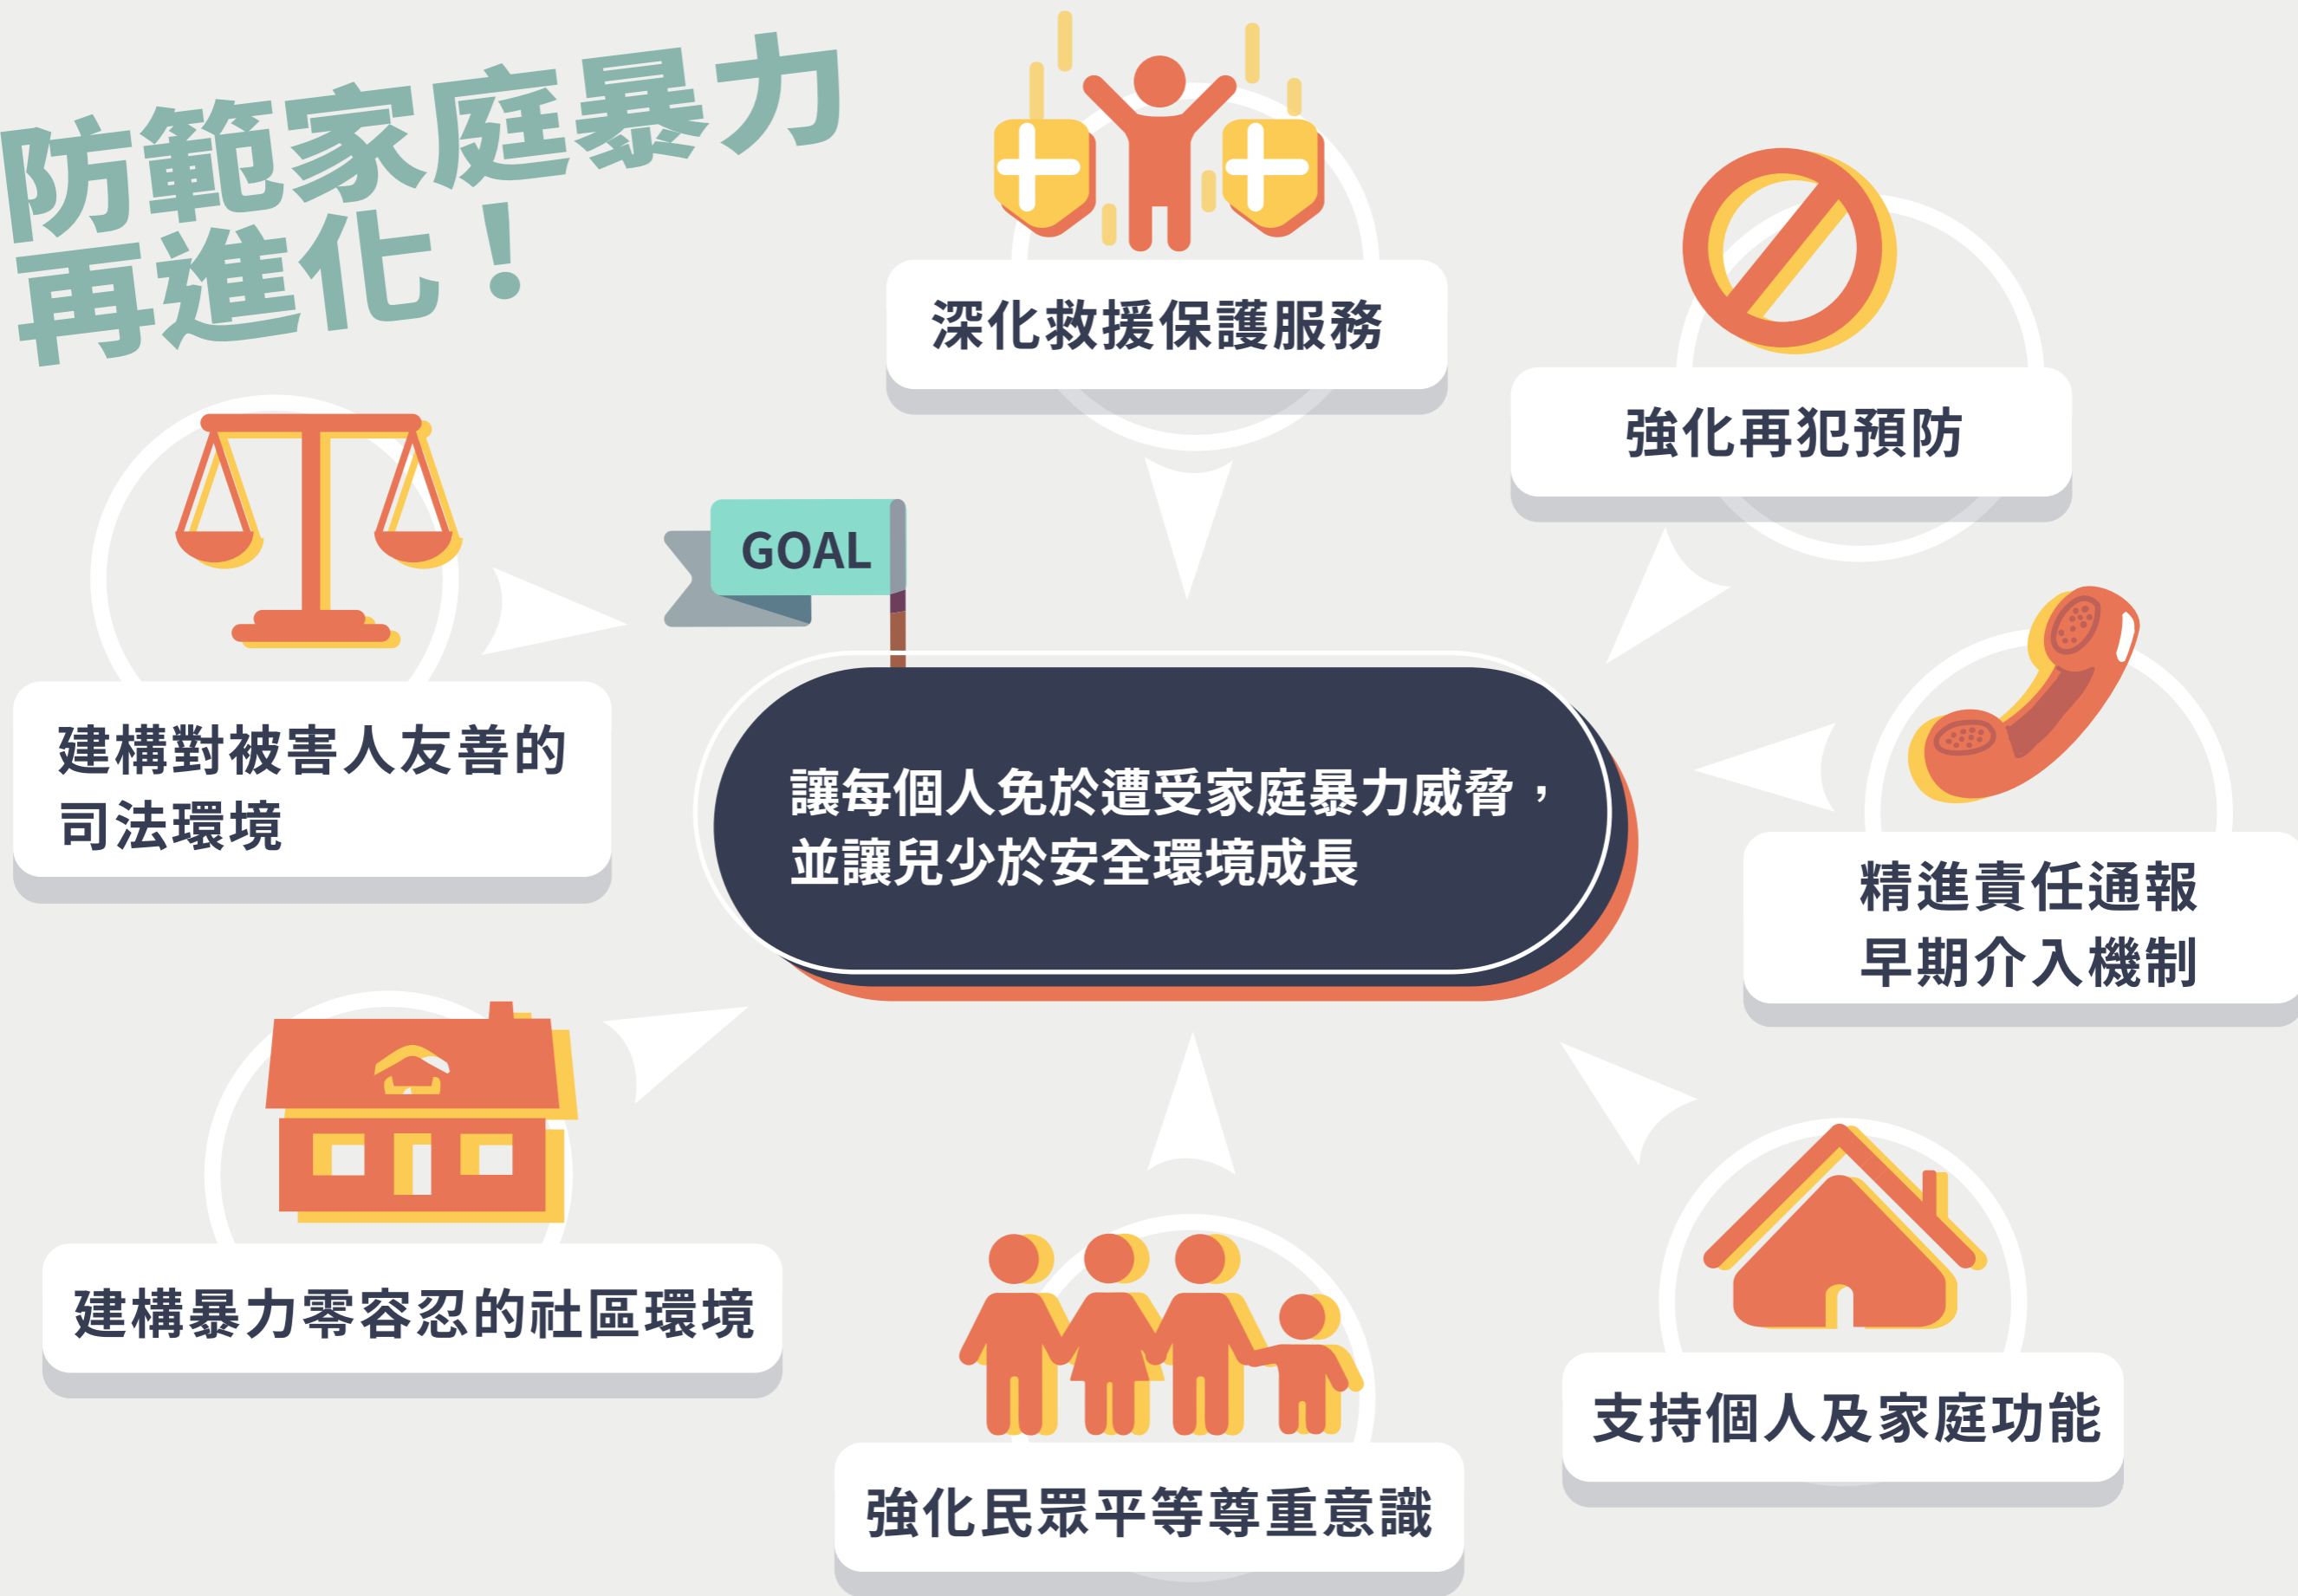 防範家庭暴力
再進化！
深化救援保護服務
強化再犯預防
GOAL
建構對被害人友善的
司法環境
讓每個人免於遭受家庭暴力威脅，
並讓兒少於安全環境成長
精進責任通報
早期介入機制
建構暴力零容忍的社區環境
支持個人及家庭功能
強化民眾平等尊重意識